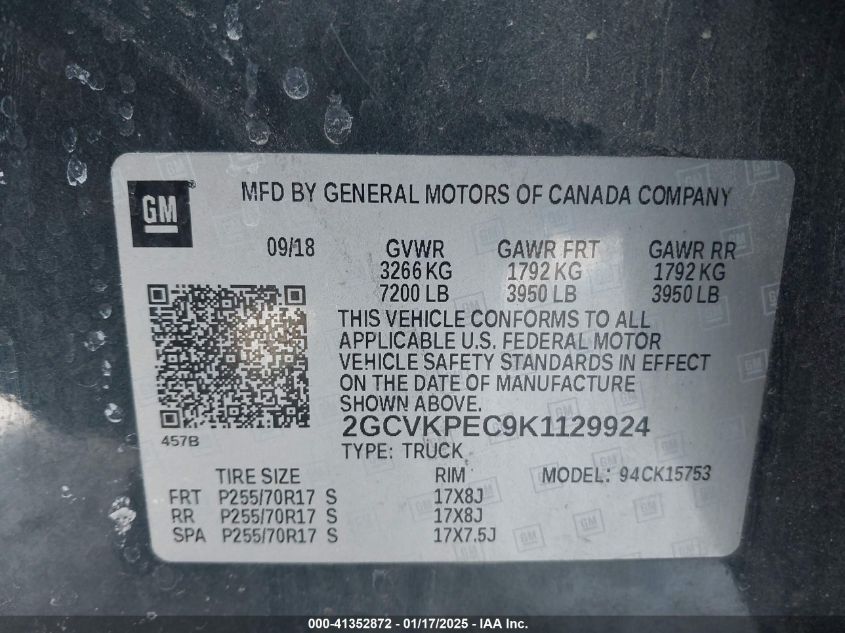 GM
MFD BY GENERAL MOTORS OF CANADA COMPANY
09/18 GVWR GAWR FRT GAWR RR
3266 KG 1792 KG 1792 KG
7200 LB 3950 LB 3950 LB
THIS VEHICLE CONFORMS TO ALL
APPLICABLE U.S. FEDERAL MOTOR
VEHICLE SAFETY STANDARDS IN EFFECT
ON THE DATE OF MANUFACTURE
SHOWN ABOVE.
2GCVKPEC9K1129924
457B
TYPE: TRUCK
TIRE SIZE RIM MODEL: 94CK15753
FRT P255/70R17 S 17X8J
RR P255/70R17 S 17X8J
SPA P255/70R17 S 17X7.5J
000-41352872 - 01/17/2025 - IAA Inc.